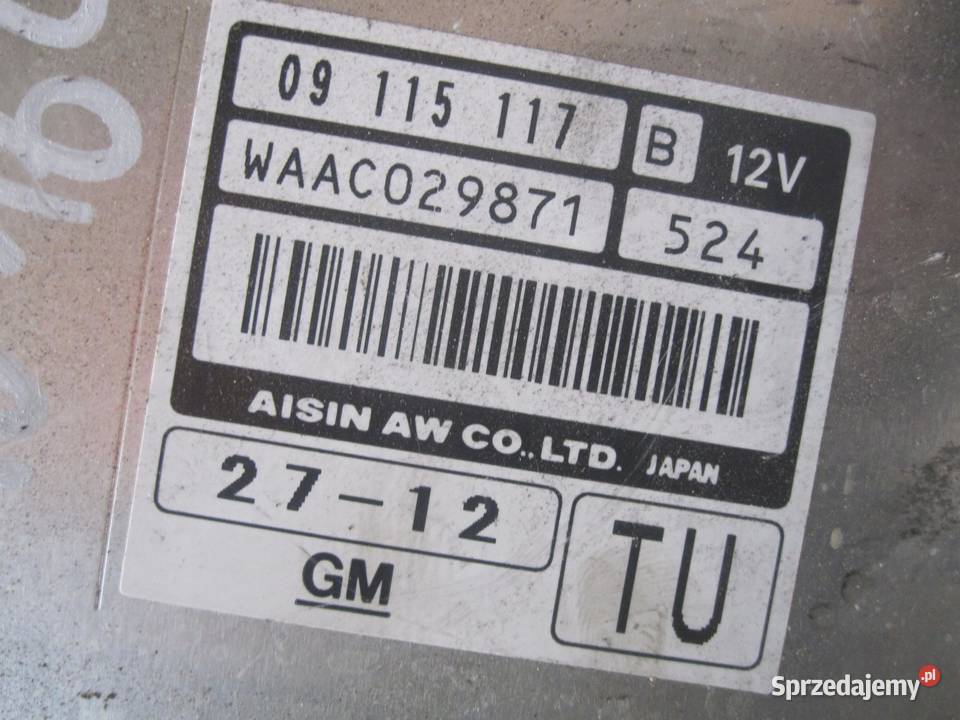 09 115 117 B 12V
WAAC029871 524
AISIN AW CO., LTD. JAPAN
27-12 TU
GM
Sprzedajemy.pl